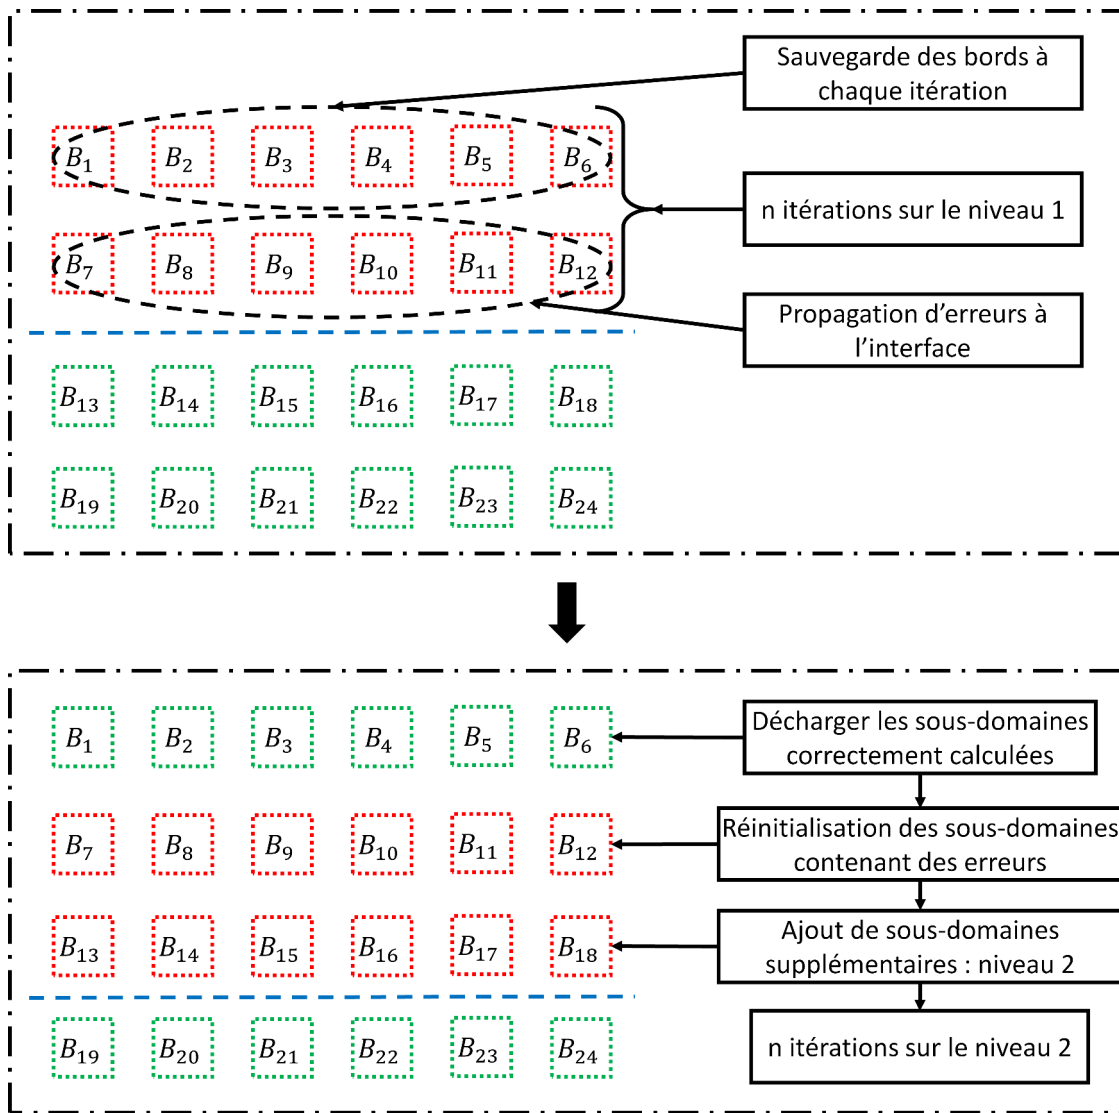 Sauvegarde des bords à
chaque itération
B₁ B₂ B₃ B₄ B₅ B₆
n itérations sur le niveau 1
B₇ B₈ B₉ B₁₀ B₁₁ B₁₂
Propagation d’erreurs à
l’interface
B₁₃ B₁₄ B₁₅ B₁₆ B₁₇ B₁₈
B₁₉ B₂₀ B₂₁ B₂₂ B₂₃ B₂₄
B₁ B₂ B₃ B₄ B₅ B₆
Décharger les sous-domaines
correctement calculées
B₇ B₈ B₉ B₁₀ B₁₁ B₁₂
Réinitialisation des sous-domaines
contenant des erreurs
B₁₃ B₁₄ B₁₅ B₁₆ B₁₇ B₁₈
Ajout de sous-domaines
supplémentaires : niveau 2
B₁₉ B₂₀ B₂₁ B₂₂ B₂₃ B₂₄
n itérations sur le niveau 2